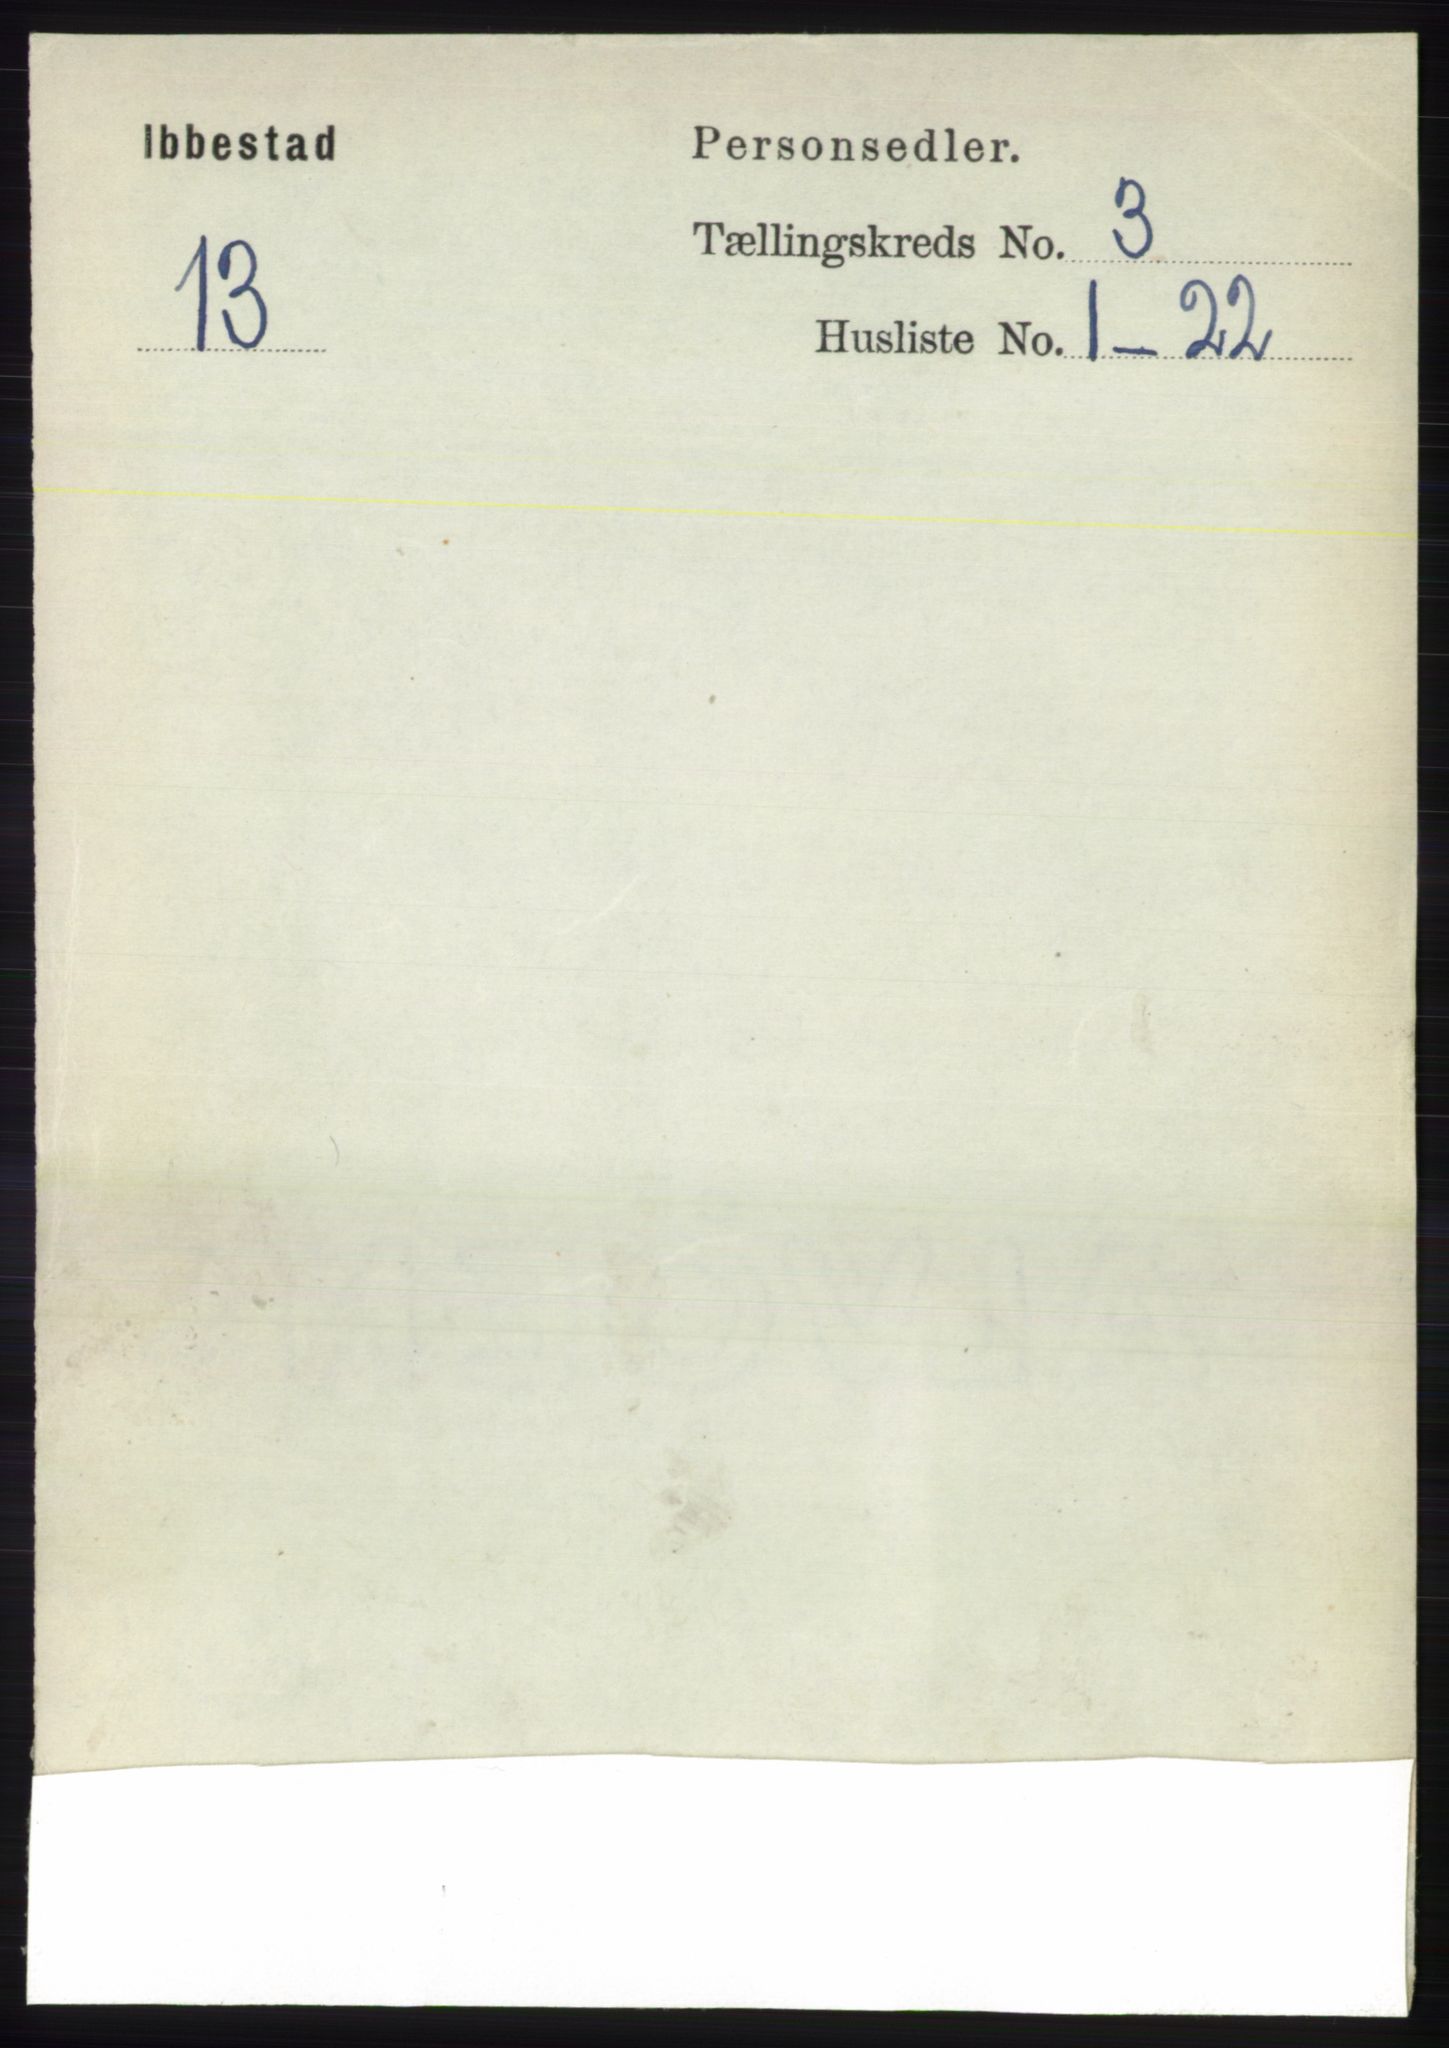 Ibbestad
13
Personsedler.
Tællingskreds No. 3
Husliste No. 1 - 22